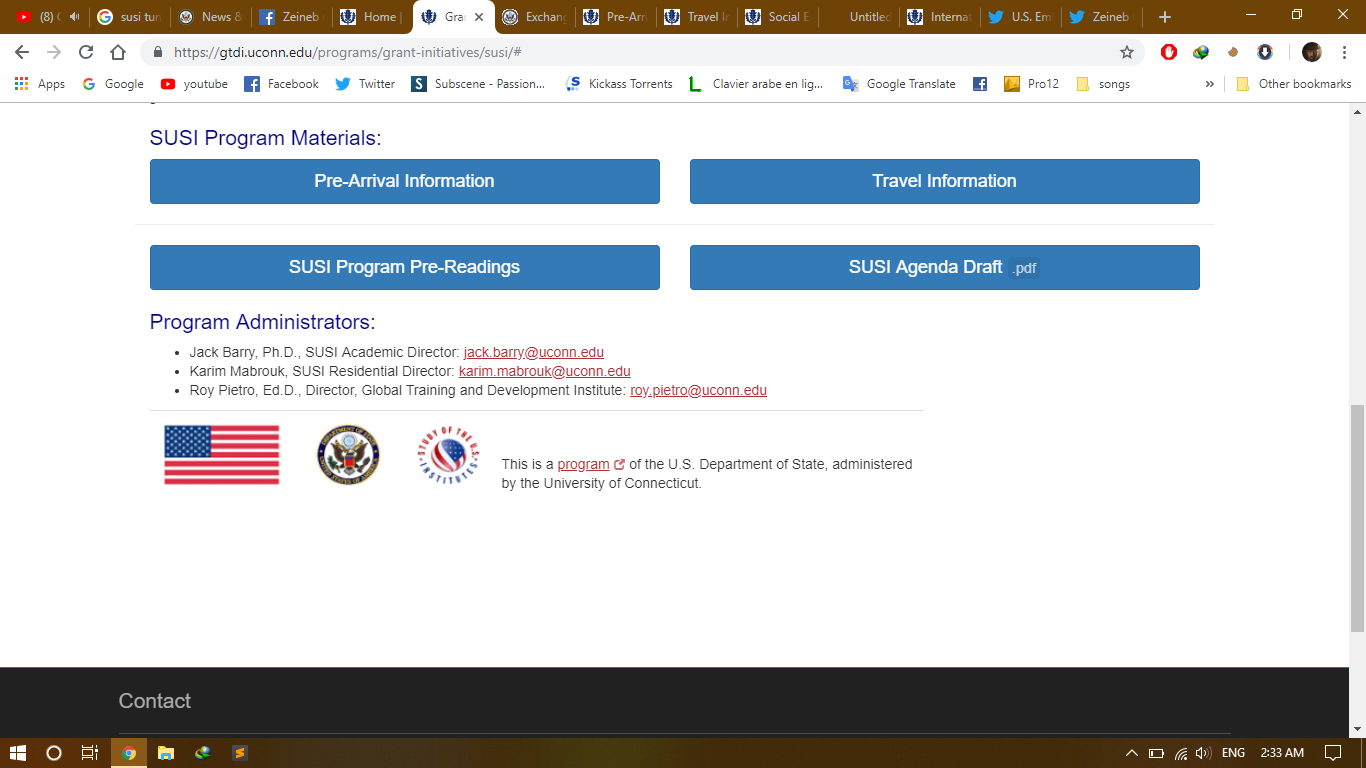 (8) (
susi tun
News &
Zeineb
Home |
Gra
Exchang
Pre-Arri
Travel I
Social E
Untitled
Internat
U.S. Em
Zeineb
https://gtdi.uconn.edu/programs/grant-initiatives/susi/#
Apps
Google
youtube
Facebook
Twitter
Subscene - Passion...
Kickass Torrents
Clavier arabe en lig...
Google Translate
Pro12
songs
»
Other bookmarks
SUSI Program Materials:
Pre-Arrival Information
Travel Information
SUSI Program Pre-Readings
SUSI Agenda Draft .pdf
Program Administrators:
• Jack Barry, Ph.D., SUSI Academic Director: jack.barry@uconn.edu
• Karim Mabrouk, SUSI Residential Director: karim.mabrouk@uconn.edu
• Roy Pietro, Ed.D., Director, Global Training and Development Institute: roy.pietro@uconn.edu
STUDY OF THE U.S.
INSTITUTES
This is a program of the U.S. Department of State, administered
by the University of Connecticut.
Contact
ENG
2:33 AM